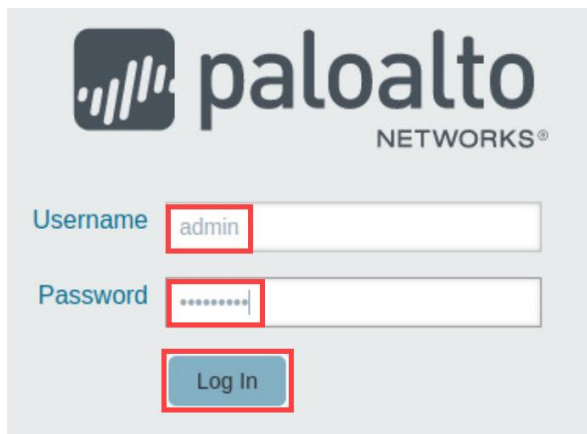 paloalto
NETWORKS®
Username admin
Password •••••••••
Log In